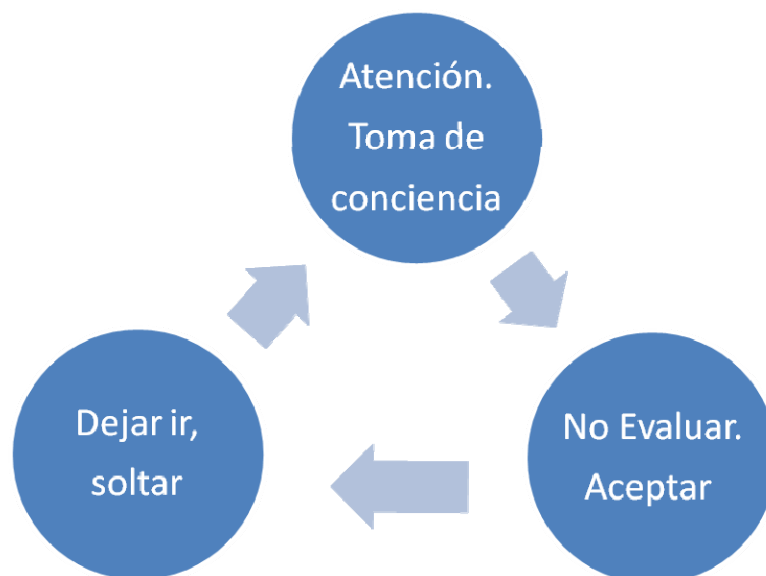 Atención.
Toma de
conciencia
No Evaluar.
Aceptar
Dejar ir,
soltar